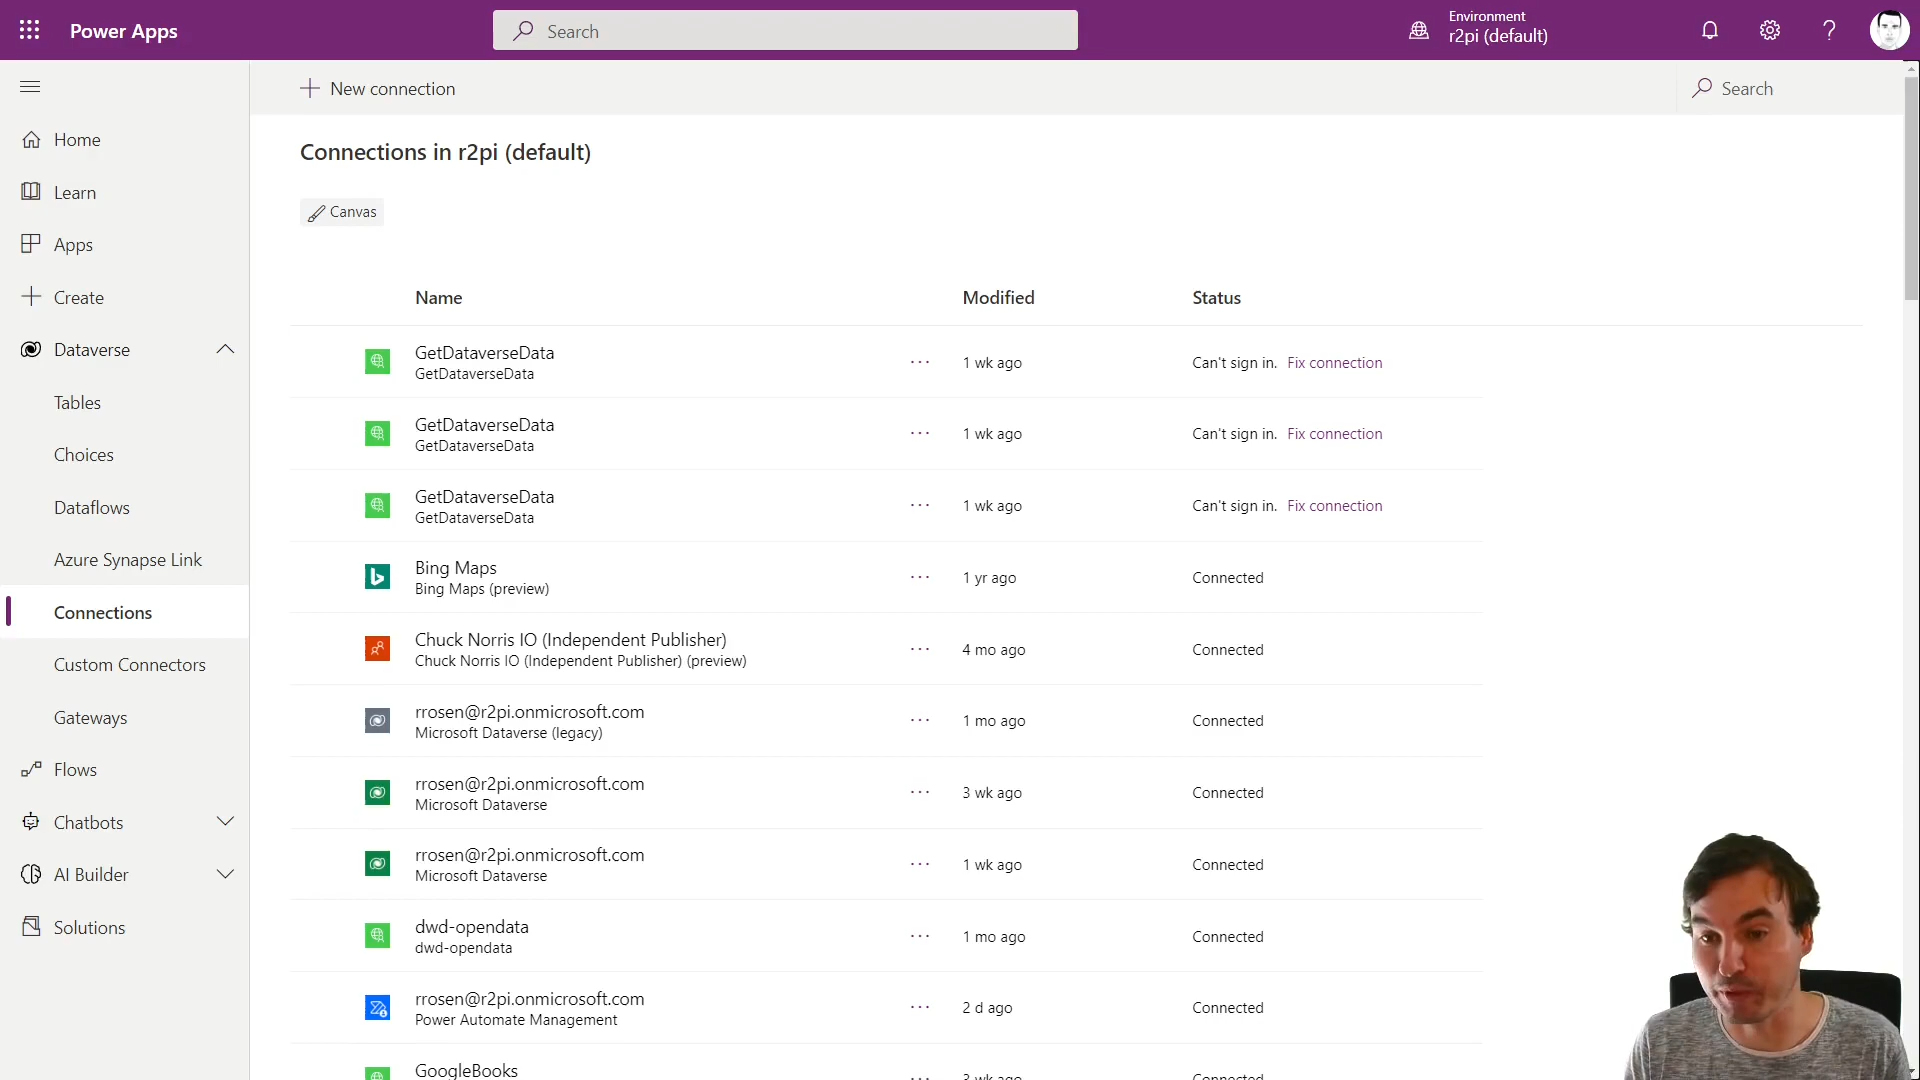 Power Apps
Search
Environment
r2pi (default)
New connection
Search
Home
Learn
Apps
Create
Dataverse
Tables
Choices
Dataflows
Azure Synapse Link
Connections
Custom Connectors
Gateways
Flows
Chatbots
AI Builder
Solutions
Connections in r2pi (default)
Canvas
Name Modified Status
GetDataverseData
GetDataverseData
1 wk ago Can't sign in. Fix connection
GetDataverseData
GetDataverseData
1 wk ago Can't sign in. Fix connection
GetDataverseData
GetDataverseData
1 wk ago Can't sign in. Fix connection
Bing Maps
Bing Maps (preview)
1 yr ago Connected
Chuck Norris IO (Independent Publisher)
Chuck Norris IO (Independent Publisher) (preview)
4 mo ago Connected
rrosen@r2pi.onmicrosoft.com
Microsoft Dataverse (legacy)
1 mo ago Connected
rrosen@r2pi.onmicrosoft.com
Microsoft Dataverse
3 wk ago Connected
rrosen@r2pi.onmicrosoft.com
Microsoft Dataverse
1 wk ago Connected
dwd-opendata
dwd-opendata
1 mo ago Connected
rrosen@r2pi.onmicrosoft.com
Power Automate Management
2 d ago Connected
GoogleBooks
3 wk ago Connected